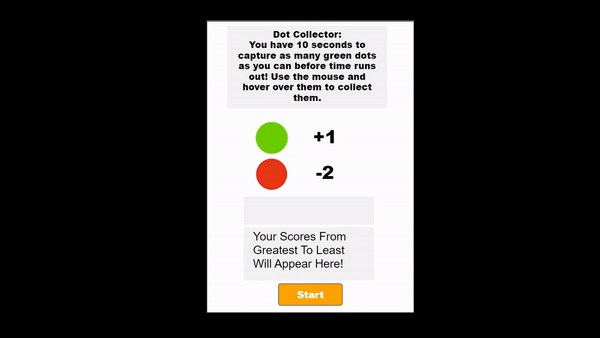 Dot Collector:
You have 10 seconds to
capture as many green dots
as you can before time runs
out! Use the mouse and
hover over them to collect
them.
+1
-2
Your Scores From
Greatest To Least
Will Appear Here!
Start